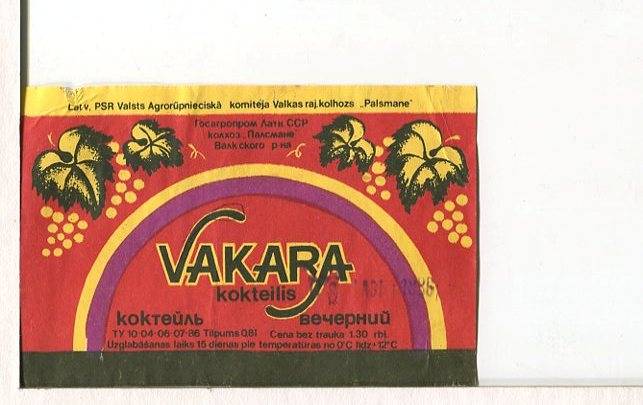 Latv. PSR Valsts Agrorūpnieciskā komiteja Valkas raj. kolhozs „Palsmane"
Госагропром Латв ССР
колхоз „Палсмане"
Валкского р-на
VAKARA
kokteilis
коктейль вечерний
ТУ 10-04-06-07-86 Tilpums 0,8l Cena bez trauka 1.30 rbl.
Uzglabāšanas laiks 15 dienas pie temperatūras no 0°C līdz +12°C